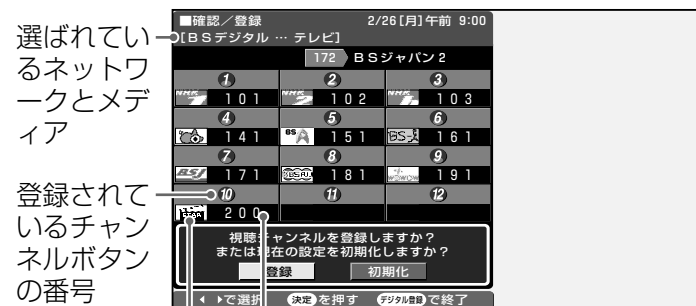 選ばれてい
るネットワ
ークとメデ
ィア
登録されて
いるチャン
ネルボタン
の番号
■確認／登録 2/26[月]午前 9:00
[BSデジタル … テレビ]
172 BSジャパン2
1 2 3
101 102 103
4 5 6
141 151 161
7 8 9
171 181 191
10 11 12
200
視聴チャンネルを登録しますか？
または現在の設定を初期化しますか？
登録 初期化
で選択 決定を押す デジタル登録で終了